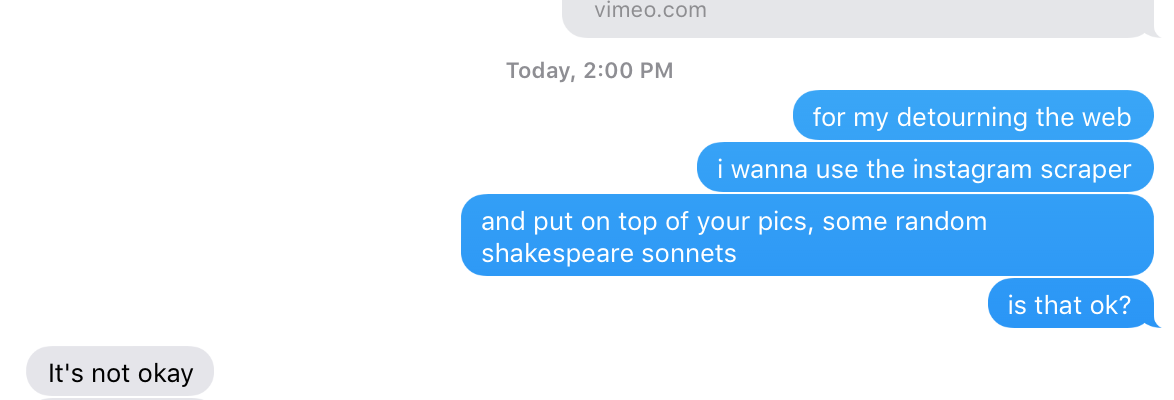 vimeo.com
Today, 2:00 PM
for my detourning the web
i wanna use the instagram scraper
and put on top of your pics, some random
shakespeare sonnets
is that ok?
It's not okay